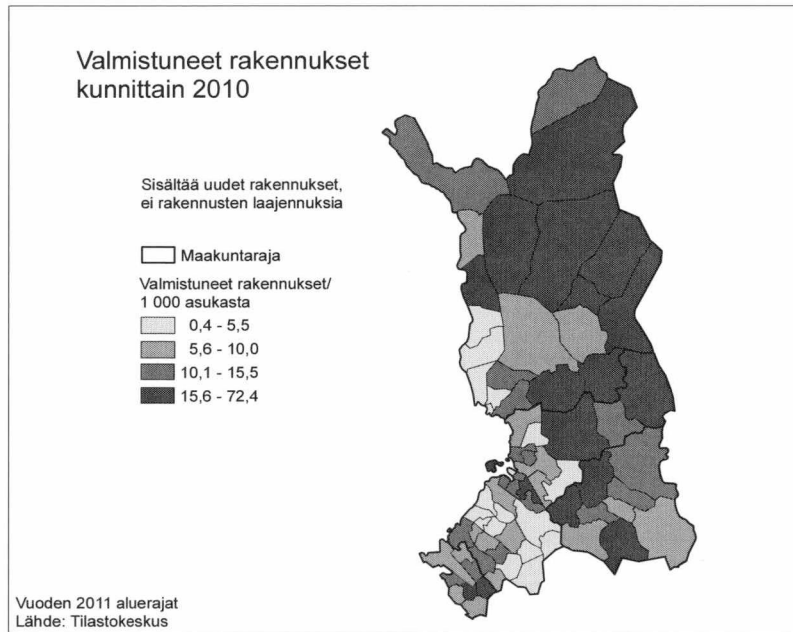 Valmistuneet rakennukset
kunnittain 2010
Sisältää uudet rakennukset,
ei rakennusten laajennuksia
Maakuntaraja
Valmistuneet rakennukset/
1 000 asukasta
0,4 - 5,5
5,6 - 10,0
10,1 - 15,5
15,6 - 72,4
Vuoden 2011 aluerajat
Lähde: Tilastokeskus